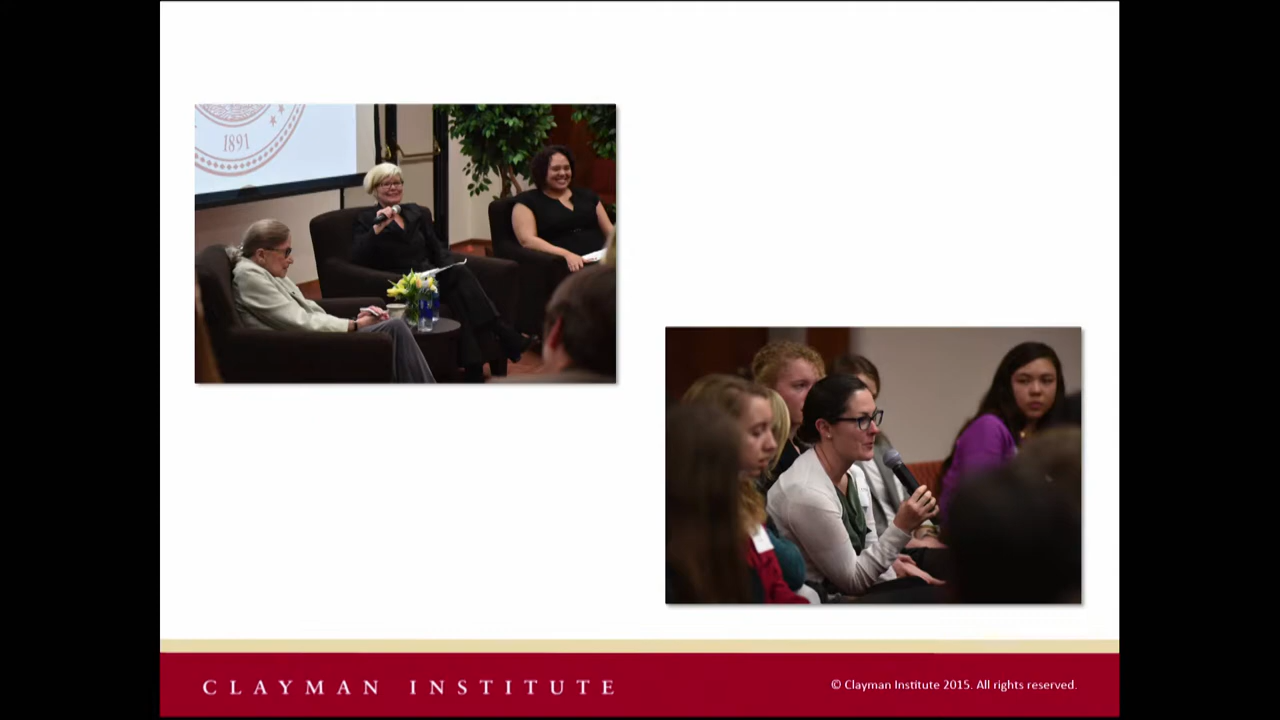 1891
CLAYMAN INSTITUTE
© Clayman Institute 2015. All rights reserved.